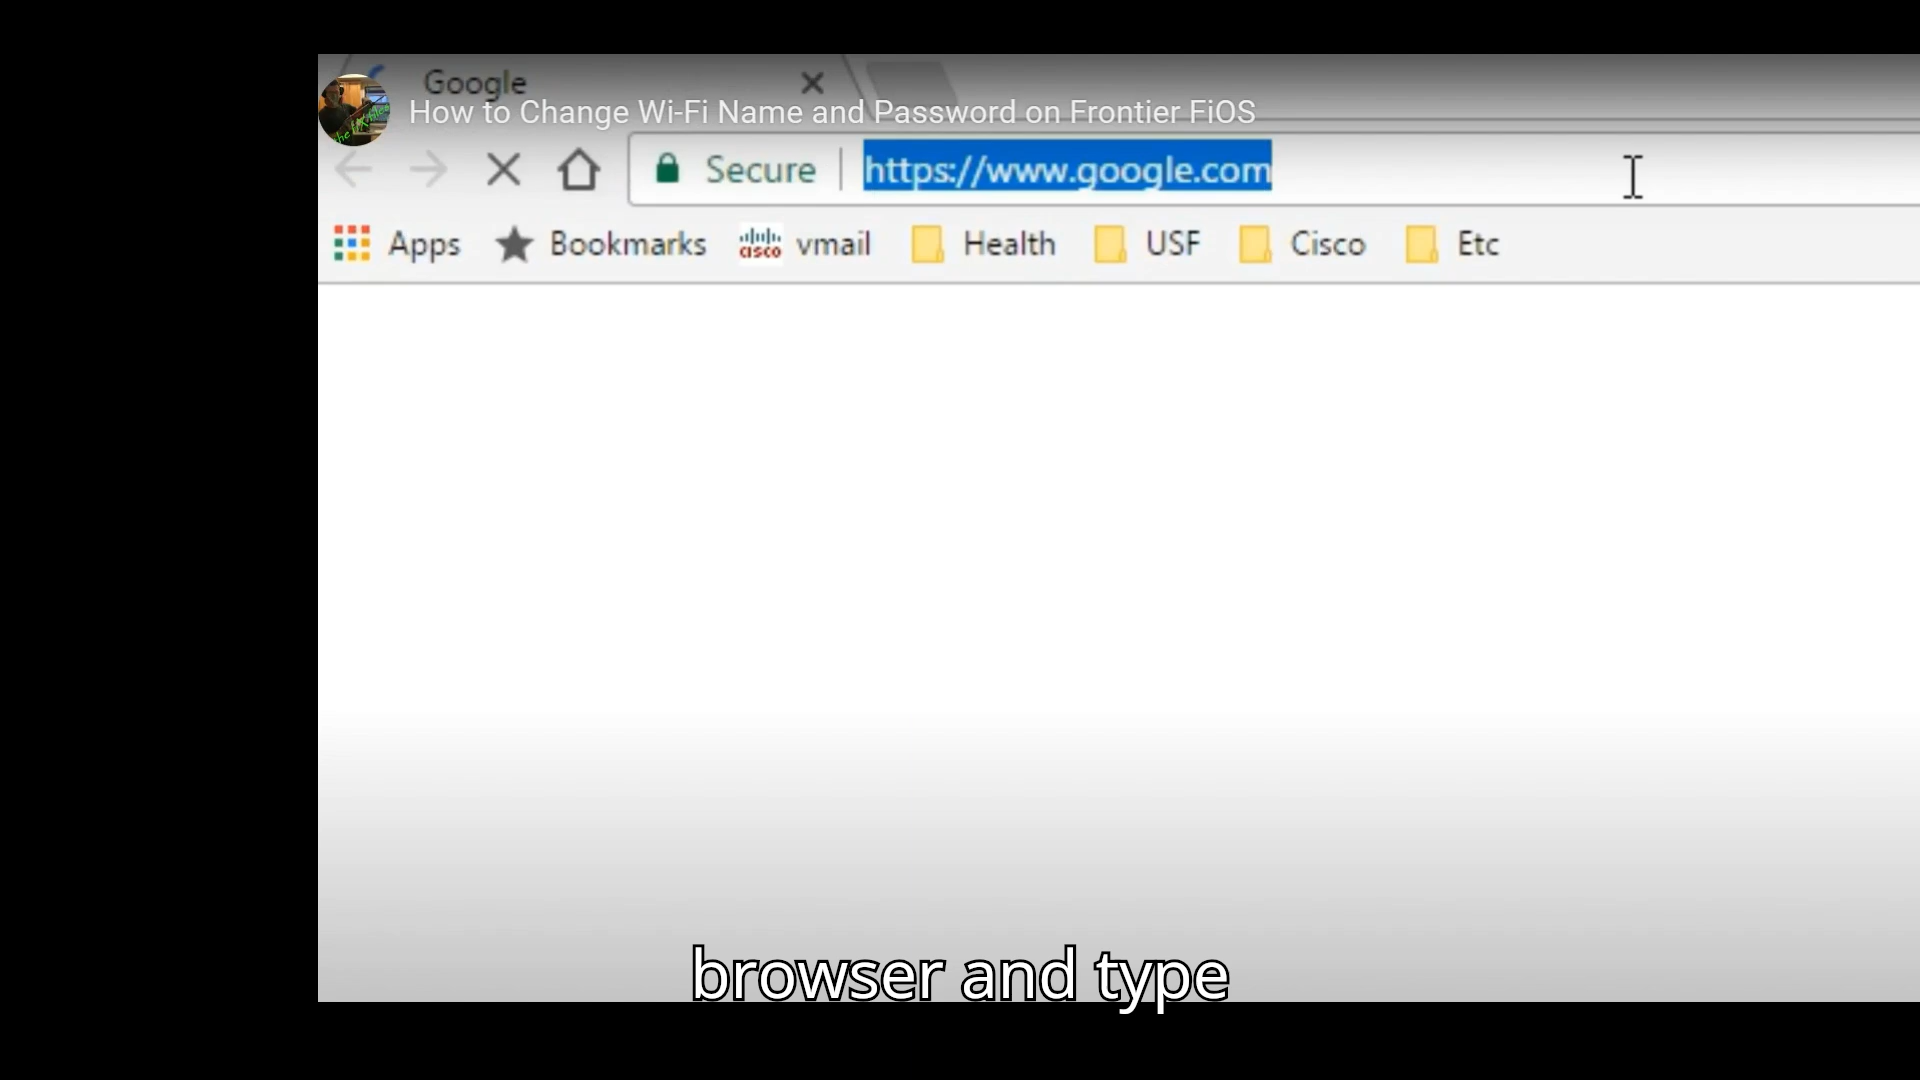 Google
How to Change Wi-Fi Name and Password on Frontier FiOS
Secure https://www.google.com
Apps Bookmarks cisco vmail Health USF Cisco Etc
browser and type